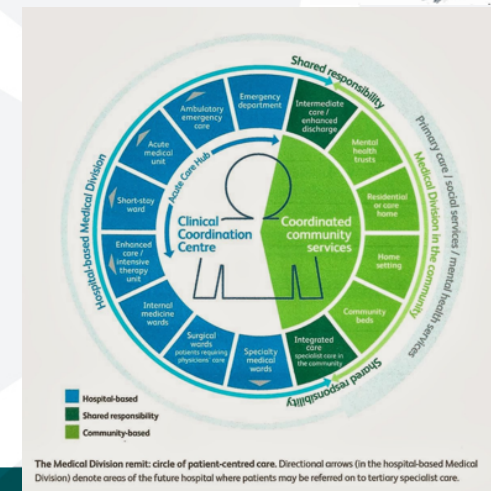 Shared responsibility
Primary care / social services / mental health services
Medical Division in the community
Hospital-based Medical Division
Acute Care Hub
Emergency
department
Intermediate
care /
enhanced
discharge
Mental
health
trusts
Residential
or care
home
Home
setting
Community
beds
Integrated
care
specialist care in
the community
Shared responsibility
Specialty
medical
wards
Surgical
wards
patients requiring
physicians' care
Internal
medicine
wards
Enhanced
care /
intensive
therapy
unit
Short-stay
ward
Acute
medical
unit
Ambulatory
emergency
care
Clinical
Coordination
Centre
Coordinated
community
services
Hospital-based
Shared responsibility
Community-based
The Medical Division remit: circle of patient-centred care. Directional arrows (in the hospital-based Medical
Division) denote areas of the future hospital where patients may be referred on to tertiary specialist care.